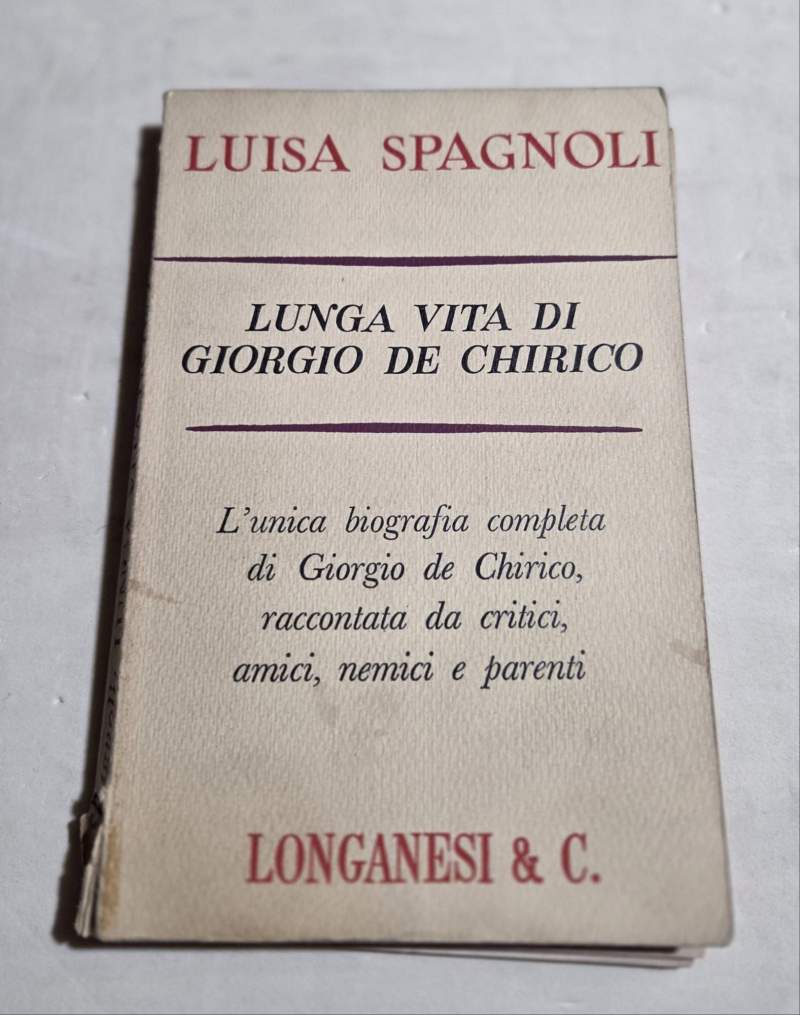 LUISA SPAGNOLI
LUNGA VITA DI
GIORGIO DE CHIRICO
L'unica biografia completa
di Giorgio de Chirico,
raccontata da critici,
amici, nemici e parenti
LONGANESI & C.